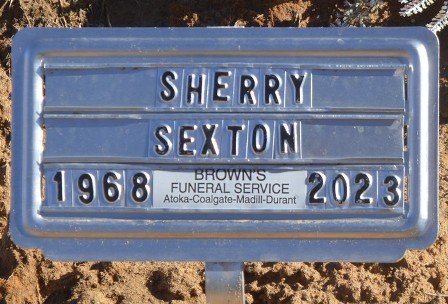 SHERRY
SEXTON
1968 BROWN'S FUNERAL SERVICE 2023
Atoka-Coalgate-Madill-Durant